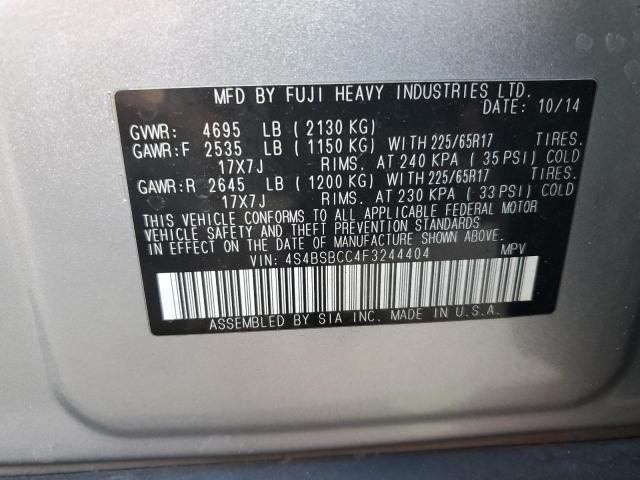 MFD BY FUJI HEAVY INDUSTRIES LTD.
DATE: 10/14
GVWR: 4695 LB ( 2130 KG)
GAWR:F 2535 LB ( 1150 KG) WITH 225/65R17 TIRES.
17X7J RIMS. AT 240 KPA ( 35 PSI) COLD
GAWR:R 2645 LB ( 1200 KG) WITH 225/65R17 TIRES.
17X7J RIMS. AT 230 KPA ( 33 PSI) COLD
THIS VEHICLE CONFORMS TO ALL APPLICABLE FEDERAL MOTOR
VEHICLE SAFETY AND THEFT PREVENTION STANDARDS
IN EFFECT ON THE DATE OF MANUFACTURE SHOWN ABOVE.
VIN: 4S4BSBCC4F3244404 MPV
ASSEMBLED BY SIA INC. MADE IN U.S.A.